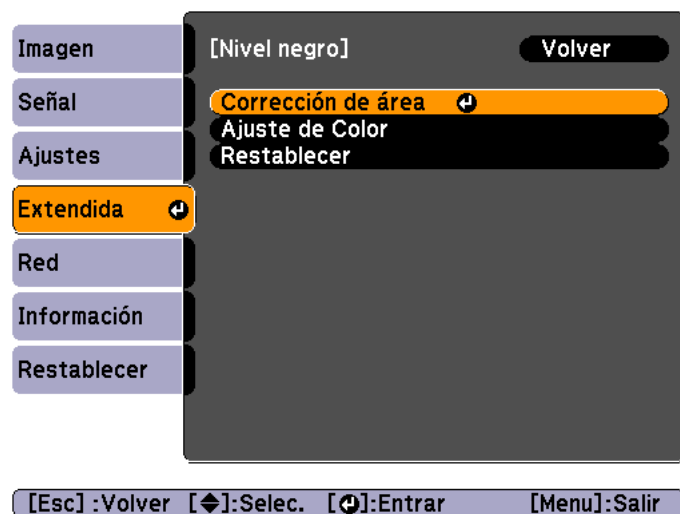 Imagen
Señal
Ajustes
Extendida
Red
Información
Restablecer
[Nivel negro] Volver
Corrección de área
Ajuste de Color
Restablecer
[Esc] :Volver [◆]:Selec. [↵]:Entrar [Menu]:Salir